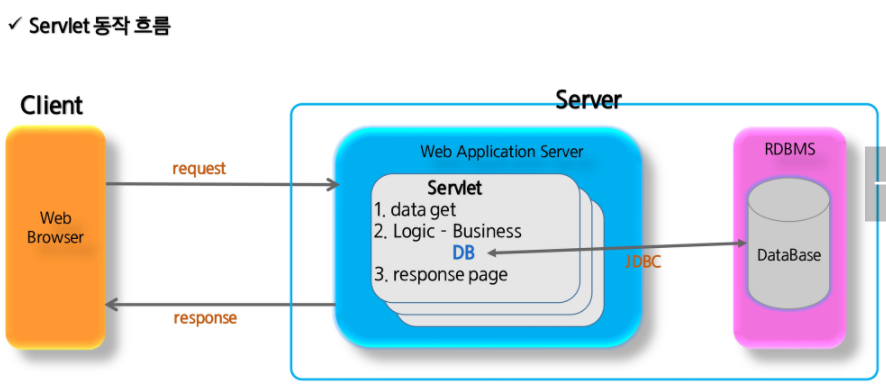 ✓ Servlet 동작 흐름
Client
Server
Web Application Server
RDBMS
request
Servlet
1. data get
2. Logic - Business
DB
3. response page
Web
Browser
JDBC
DataBase
response